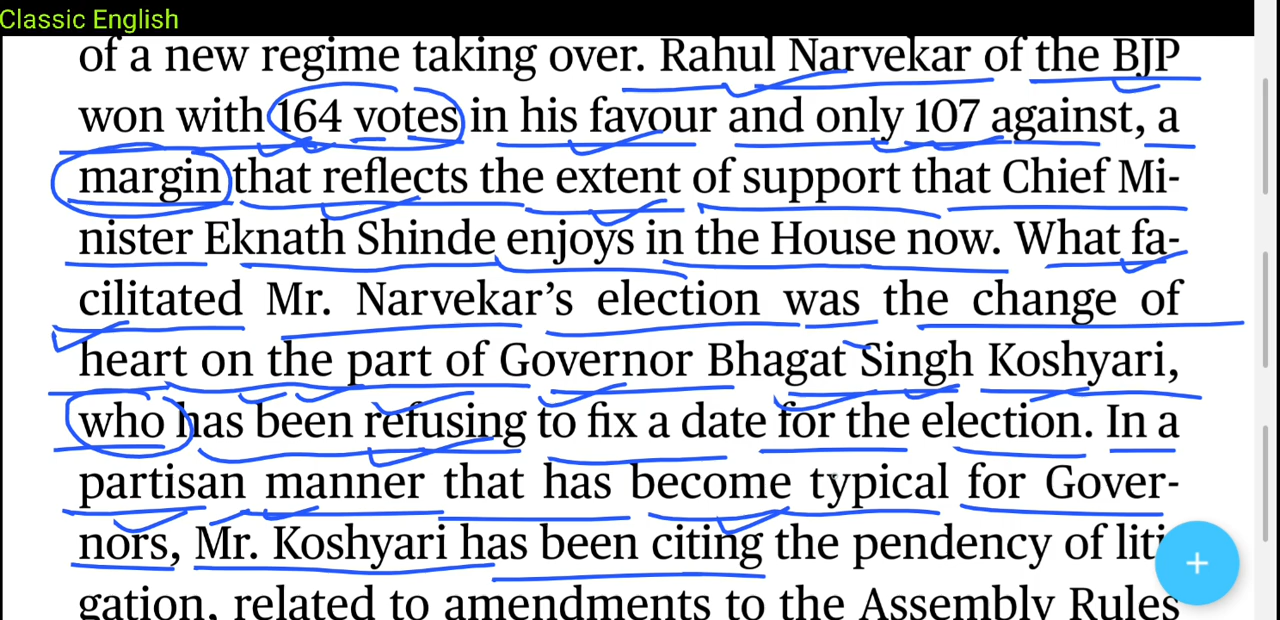 Classic English
of a new regime taking over. Rahul Narvekar of the BJP
won with 164 votes in his favour and only 107 against, a
margin that reflects the extent of support that Chief Mi-
nister Eknath Shinde enjoys in the House now. What fa-
cilitated Mr. Narvekar’s election was the change of
heart on the part of Governor Bhagat Singh Koshyari,
who has been refusing to fix a date for the election. In a
partisan manner that has become typical for Gover-
nors, Mr. Koshyari has been citing the pendency of liti-
gation, related to amendments to the Assembly Rules